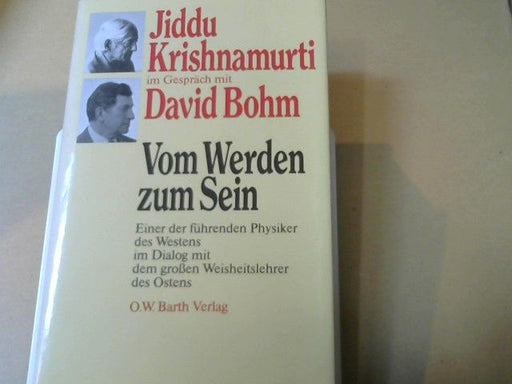 Jiddu
Krishnamurti
im Gespräch mit
David Bohm
Vom Werden
zum Sein
Einer der führenden Physiker
des Westens
im Dialog mit
dem großen Weisheitslehrer
des Ostens
O.W. Barth Verlag